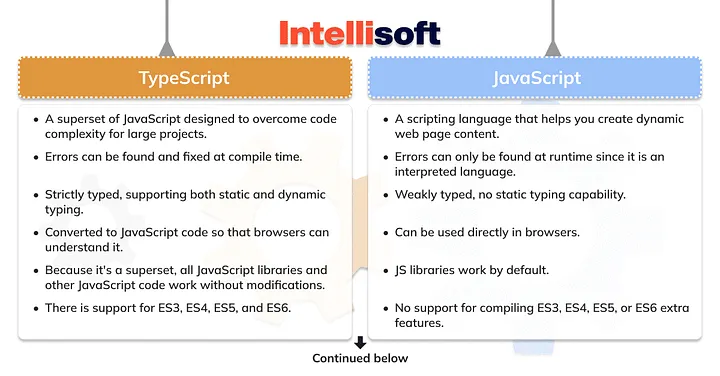 Intellisoft
TypeScript
• A superset of JavaScript designed to overcome code
complexity for large projects.
• Errors can be found and fixed at compile time.
• Strictly typed, supporting both static and dynamic
typing.
• Converted to JavaScript code so that browsers can
understand it.
• Because it's a superset, all JavaScript libraries and
other JavaScript code work without modifications.
• There is support for ES3, ES4, ES5, and ES6.
JavaScript
• A scripting language that helps you create dynamic
web page content.
• Errors can only be found at runtime since it is an
interpreted language.
• Weakly typed, no static typing capability.
• Can be used directly in browsers.
• JS libraries work by default.
• No support for compiling ES3, ES4, ES5, or ES6 extra
features.
Continued below